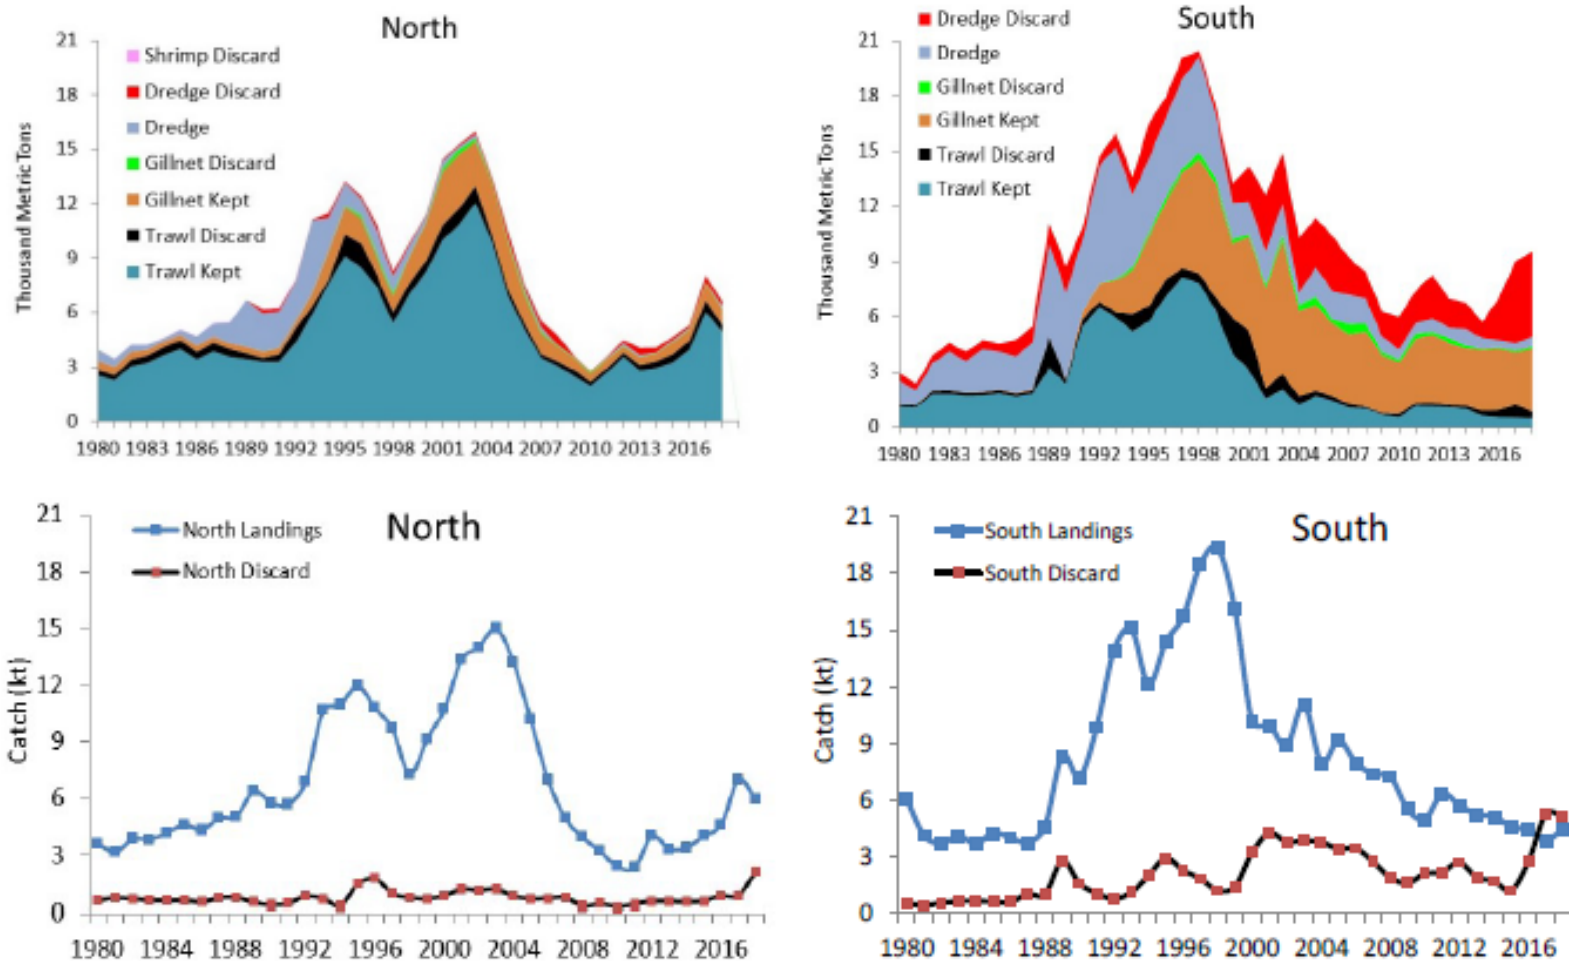 North
21
18
15
12
9
6
3
0
Thousand Metric Tons
Shrimp Discard
Dredge Discard
Dredge
Gillnet Discard
Gillnet Kept
Trawl Discard
Trawl Kept
1980 1983 1986 1989 1992 1995 1998 2001 2004 2007 2010 2013 2016
South
21
18
15
12
9
6
3
0
Thousand Metric Tons
Dredge Discard
Dredge
Gillnet Discard
Gillnet Kept
Trawl Discard
Trawl Kept
1980 1983 1986 1989 1992 1995 1998 2001 2004 2007 2010 2013 2016
North
21
18
15
12
9
6
3
0
Catch (kt)
North Landings
North Discard
1980 1984 1988 1992 1996 2000 2004 2008 2012 2016
South
21
18
15
12
9
6
3
0
Catch (kt)
South Landings
South Discard
1980 1984 1988 1992 1996 2000 2004 2008 2012 2016